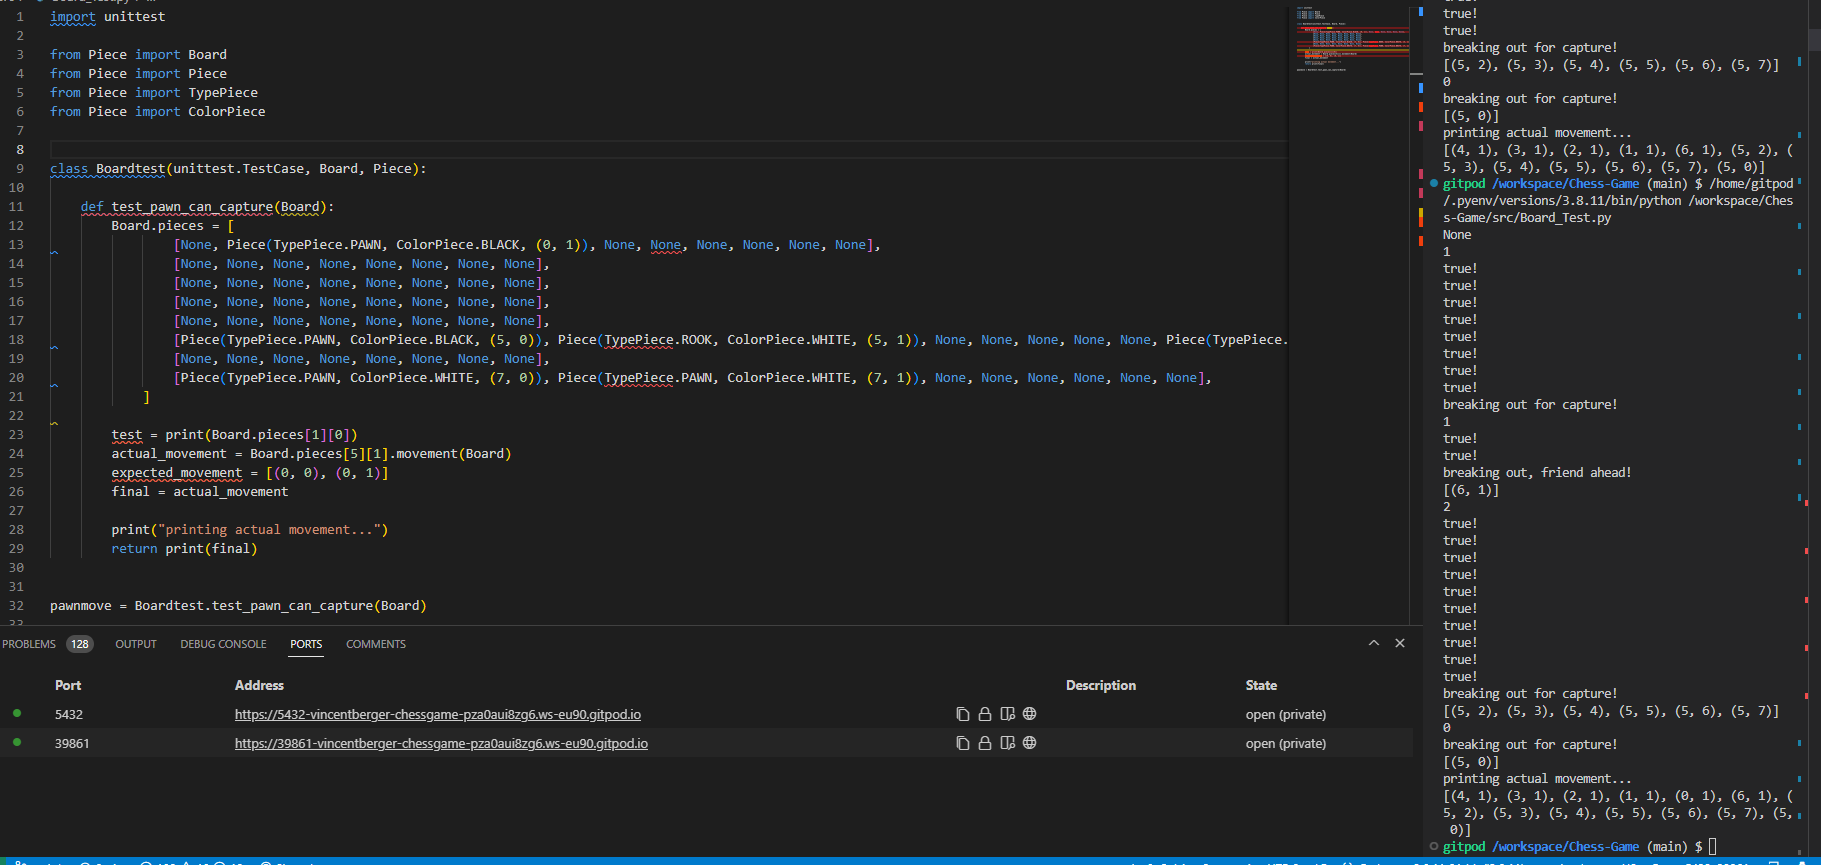 1 import unittest
2
3 from Piece import Board
4 from Piece import Piece
5 from Piece import TypePiece
6 from Piece import ColorPiece
7
8
9 class Boardtest(unittest.TestCase, Board, Piece):
10
11 def test_pawn_can_capture(Board):
12 Board.pieces = [
13 [None, Piece(TypePiece.PAWN, ColorPiece.BLACK, (0, 1)), None, None, None, None, None, None],
14 [None, None, None, None, None, None, None, None],
15 [None, None, None, None, None, None, None, None],
16 [None, None, None, None, None, None, None, None],
17 [None, None, None, None, None, None, None, None],
18 [Piece(TypePiece.PAWN, ColorPiece.BLACK, (5, 0)), Piece(TypePiece.ROOK, ColorPiece.WHITE, (5, 1)), None, None, None, None, None, Piece(TypePiece.
19 [None, None, None, None, None, None, None, None],
20 [Piece(TypePiece.PAWN, ColorPiece.WHITE, (7, 0)), Piece(TypePiece.PAWN, ColorPiece.WHITE, (7, 1)), None, None, None, None, None, None],
21 ]
22
23 test = print(Board.pieces[1][0])
24 actual_movement = Board.pieces[5][1].movement(Board)
25 expected_movement = [(0, 0), (0, 1)]
26 final = actual_movement
27
28 print("printing actual movement...")
29 return print(final)
30
31
32 pawnmove = Boardtest.test_pawn_can_capture(Board)
33
PROBLEMS 128 OUTPUT DEBUG CONSOLE PORTS COMMENTS
Port Address Description State
5432 https://5432-vincentberger-chessgame-pza0aui8zg6.ws-eu90.gitpod.io open (private)
39861 https://39861-vincentberger-chessgame-pza0aui8zg6.ws-eu90.gitpod.io open (private)
true!
true!
breaking out for capture!
[(5, 2), (5, 3), (5, 4), (5, 5), (5, 6), (5, 7)]
0
breaking out for capture!
[(5, 0)]
printing actual movement...
[(4, 1), (3, 1), (2, 1), (1, 1), (6, 1), (5, 2), (
5, 3), (5, 4), (5, 5), (5, 6), (5, 7), (5, 0)]
gitpod /workspace/Chess-Game (main) $ /home/gitpod
/.pyenv/versions/3.8.11/bin/python /workspace/Ches
s-Game/src/Board_Test.py
None
1
true!
true!
true!
true!
true!
true!
true!
true!
breaking out for capture!
1
true!
true!
breaking out, friend ahead!
[(6, 1)]
2
true!
true!
true!
true!
true!
true!
true!
true!
true!
true!
breaking out for capture!
[(5, 2), (5, 3), (5, 4), (5, 5), (5, 6), (5, 7)]
0
breaking out for capture!
[(5, 0)]
printing actual movement...
[(4, 1), (3, 1), (2, 1), (1, 1), (0, 1), (6, 1), (
5, 2), (5, 3), (5, 4), (5, 5), (5, 6), (5, 7), (5,
0)]
gitpod /workspace/Chess-Game (main) $